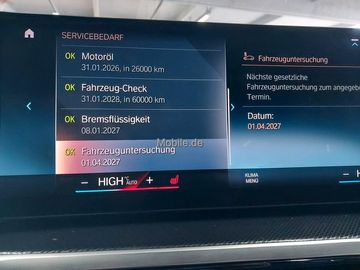 SERVICEBEDARF
OK Motoröl
31.01.2026, in 26000 km
OK Fahrzeug-Check
31.01.2028, in 60000 km
OK Bremsflüssigkeit
08.01.2027
OK Fahrzeuguntersuchung
01.04.2027
Fahrzeuguntersuchung
Nächste gesetzliche
Fahrzeuguntersuchung zum angegebe
Termin.
Datum:
01.04.2027
Mobile.de
− HIGH °C AUTO +
KLIMA
MENÜ
− H